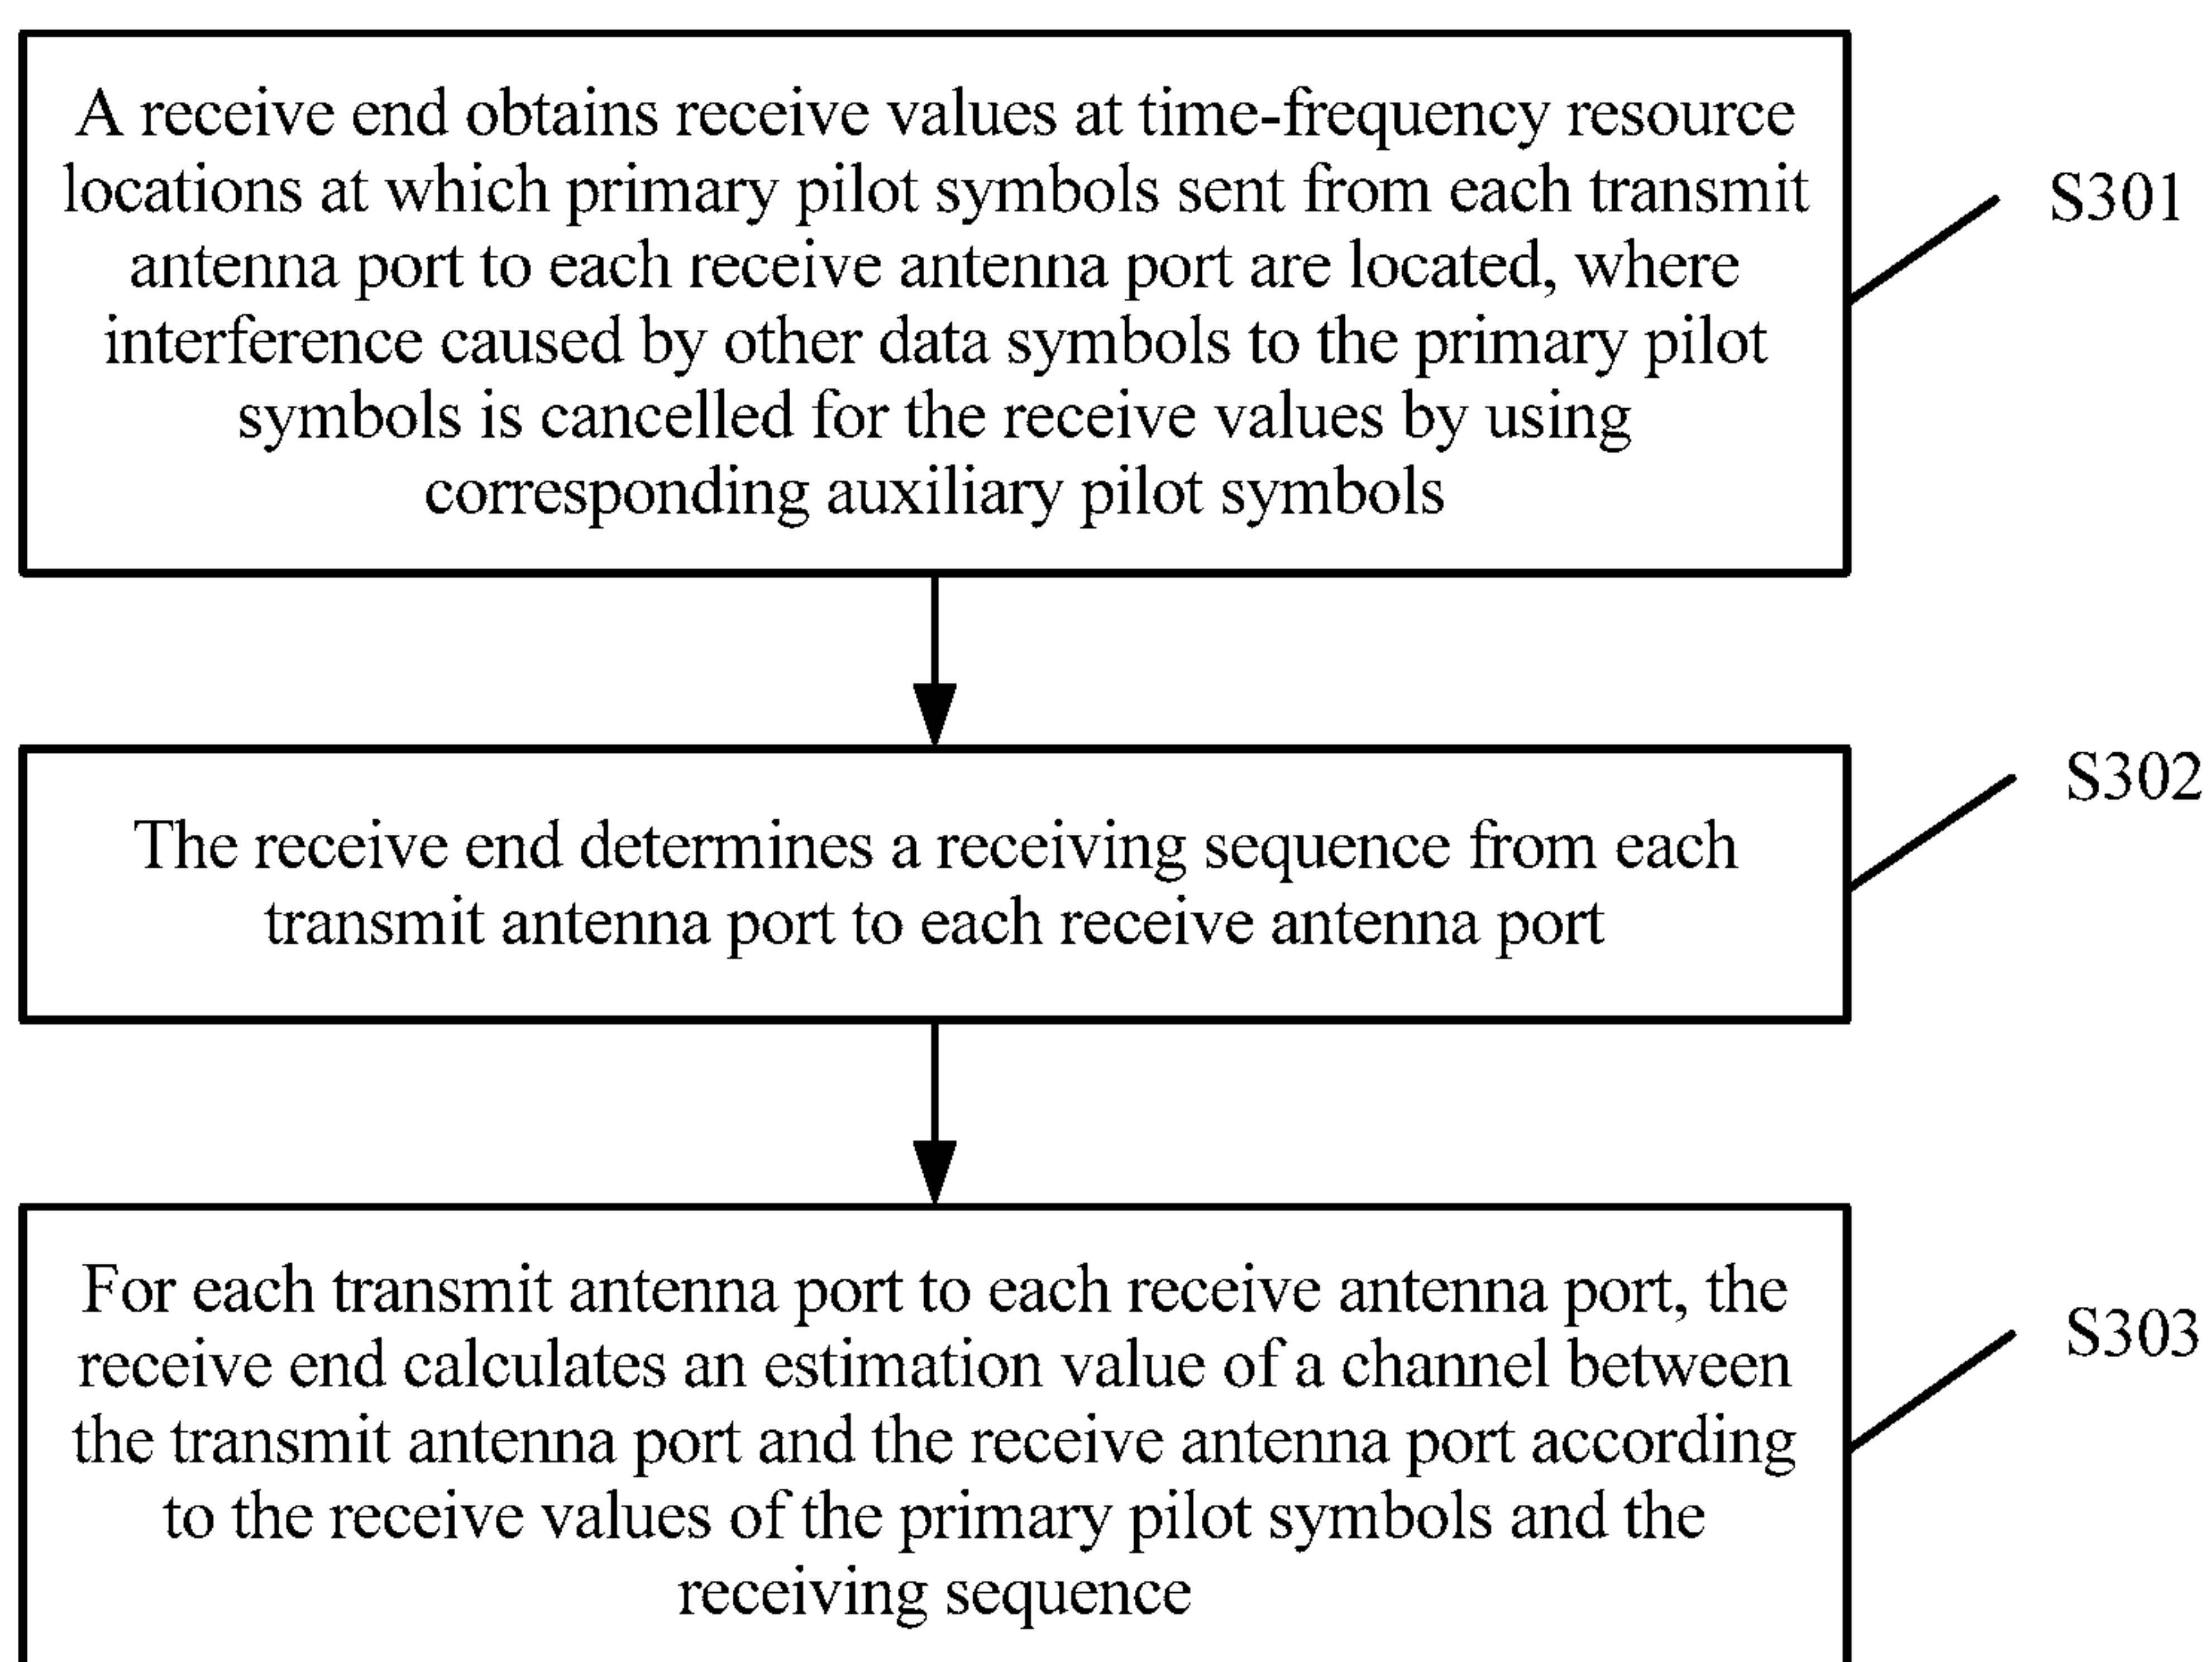 A receive end obtains receive values at time-frequency resource
locations at which primary pilot symbols sent from each transmit
antenna port to each receive antenna port are located, where
interference caused by other data symbols to the primary pilot
symbols is cancelled for the receive values by using
corresponding auxiliary pilot symbols
S301
The receive end determines a receiving sequence from each
transmit antenna port to each receive antenna port
S302
For each transmit antenna port to each receive antenna port, the
receive end calculates an estimation value of a channel between
the transmit antenna port and the receive antenna port according
to the receive values of the primary pilot symbols and the
receiving sequence
S303